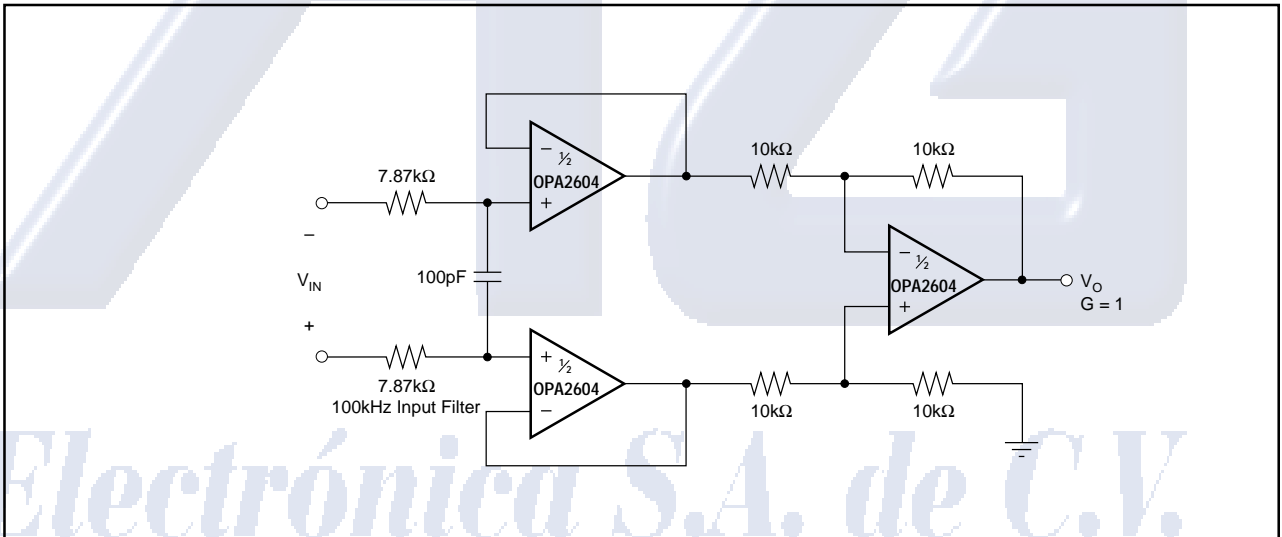 10kΩ
10kΩ
7.87kΩ
− ½
OPA2604
+
−
V_IN
+
100pF
− ½
OPA2604
+
V_O
G = 1
+ ½
OPA2604
−
7.87kΩ
100kHz Input Filter
10kΩ
10kΩ
Electrónica S.A. de C.V.